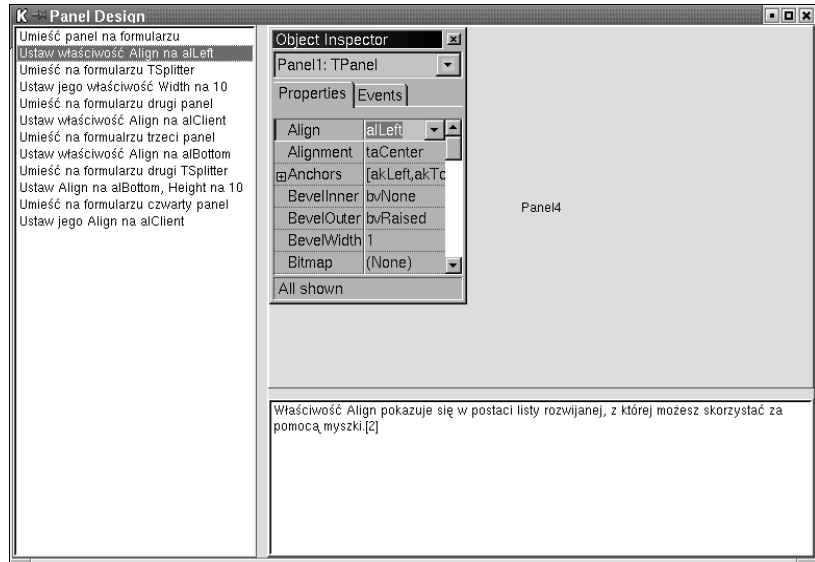 K Panel Design
Umieść panel na formularzu
Ustaw właściwość Align na alLeft
Umieść na formularzu TSplitter
Ustaw jego właściwość Width na 10
Umieść na formularzu drugi panel
Ustaw właściwość Align na alClient
Umieść na formualrzu trzeci panel
Ustaw właściwość Align na alBottom
Umieść na formularzu drugi TSplitter
Ustaw Align na alBottom, Height na 10
Umieść na formularzu czwarty panel
Ustaw jego Align na alClient
Object Inspector
Panel1: TPanel
Properties Events
Align alLeft
Alignment taCenter
Anchors [akLeft,akTo
BevelInner bvNone
BevelOuter bvRaised
BevelWidth 1
Bitmap (None)
All shown
Panel4
Właściwość Align pokazuje się w postaci listy rozwijanej, z której możesz skorzystać za
pomocą myszki.[2]